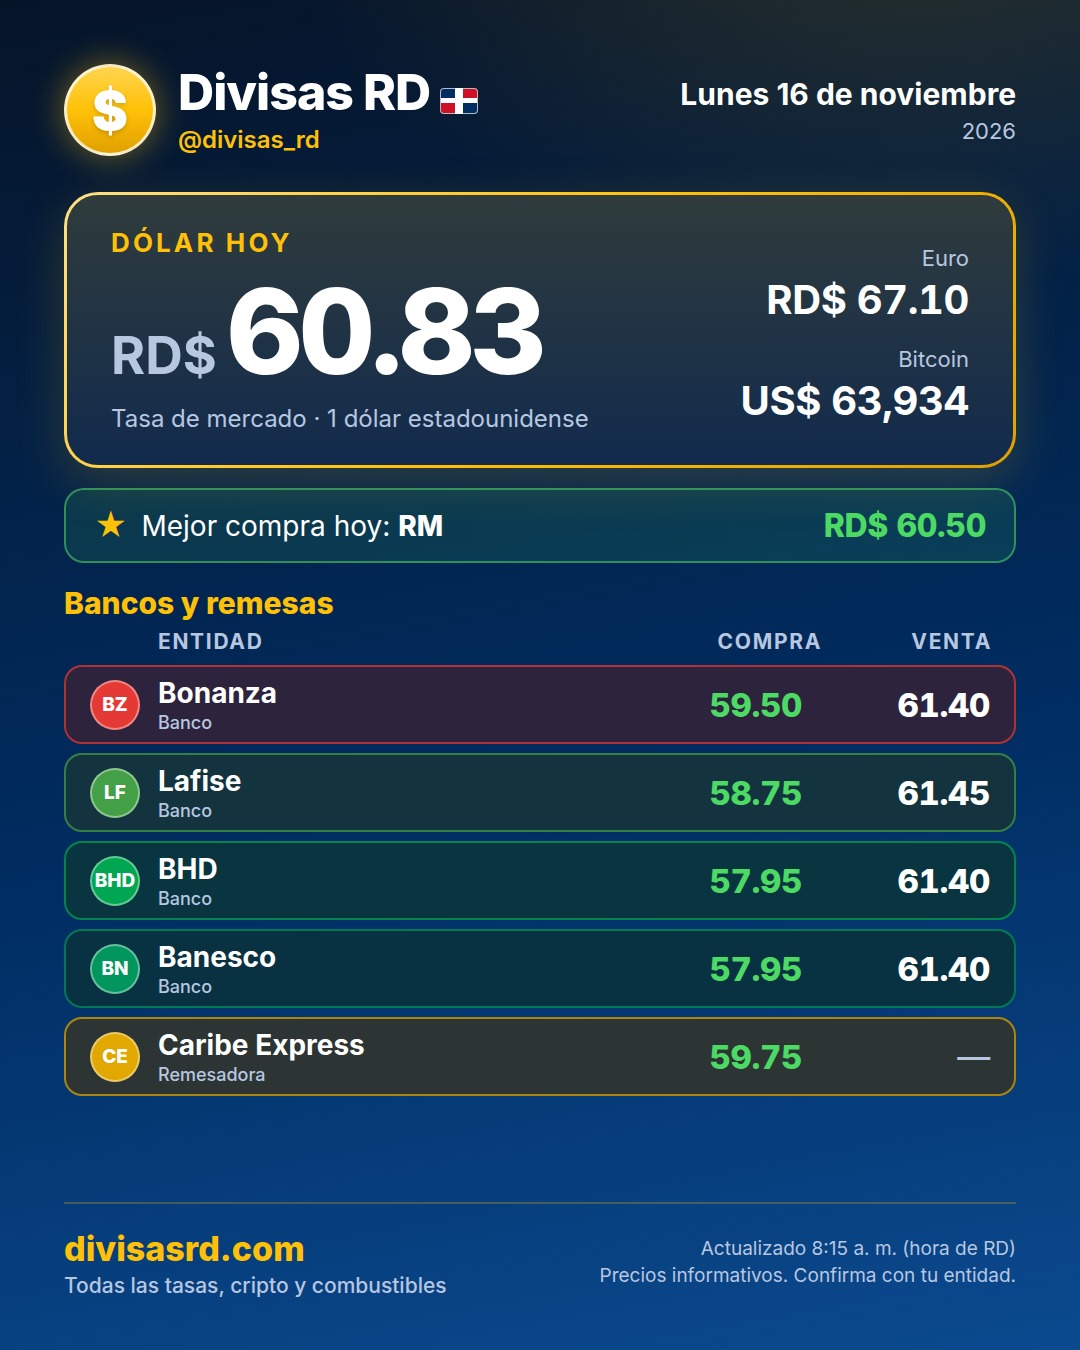 $
Divisas RD
@divisas_rd
Lunes 16 de noviembre
2026
DÓLAR HOY
RD$ 60.83
Tasa de mercado · 1 dólar estadounidense
Euro
RD$ 67.10
Bitcoin
US$ 63,934
★ Mejor compra hoy: RM RD$ 60.50
Bancos y remesas
ENTIDAD COMPRA VENTA
BZ Bonanza 59.50 61.40
Banco
LF Lafise 58.75 61.45
Banco
BHD BHD 57.95 61.40
Banco
BN Banesco 57.95 61.40
Banco
CE Caribe Express 59.75 —
Remesadora
divisasrd.com
Todas las tasas, cripto y combustibles
Actualizado 8:15 a. m. (hora de RD)
Precios informativos. Confirma con tu entidad.